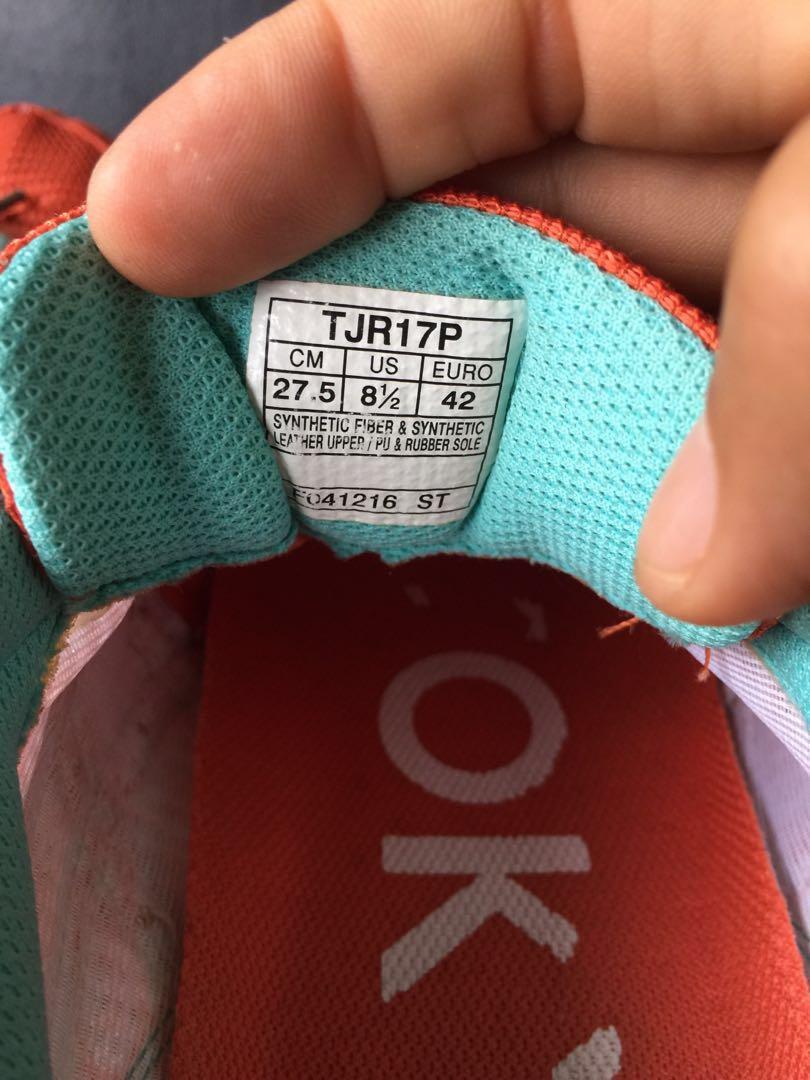 TJR17P
CM US EURO
27.5 8½ 42
SYNTHETIC FIBER & SYNTHETIC
LEATHER UPPER / PU & RUBBER SOLE
F041216 ST
OK